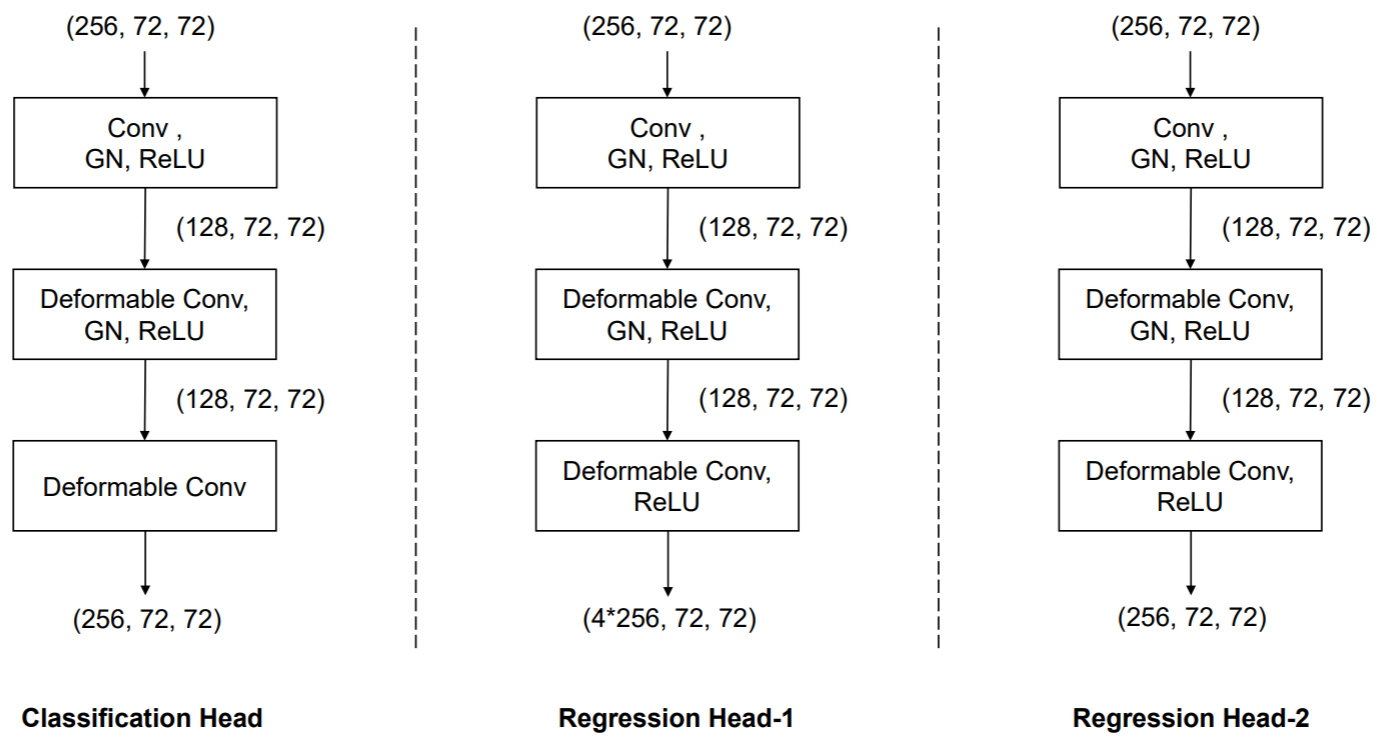 (256, 72, 72)
Conv ,
GN, ReLU
(128, 72, 72)
Deformable Conv,
GN, ReLU
(128, 72, 72)
Deformable Conv
(256, 72, 72)
Classification Head
(256, 72, 72)
Conv ,
GN, ReLU
(128, 72, 72)
Deformable Conv,
GN, ReLU
(128, 72, 72)
Deformable Conv,
ReLU
(4*256, 72, 72)
Regression Head-1
(256, 72, 72)
Conv ,
GN, ReLU
(128, 72, 72)
Deformable Conv,
GN, ReLU
(128, 72, 72)
Deformable Conv,
ReLU
(256, 72, 72)
Regression Head-2